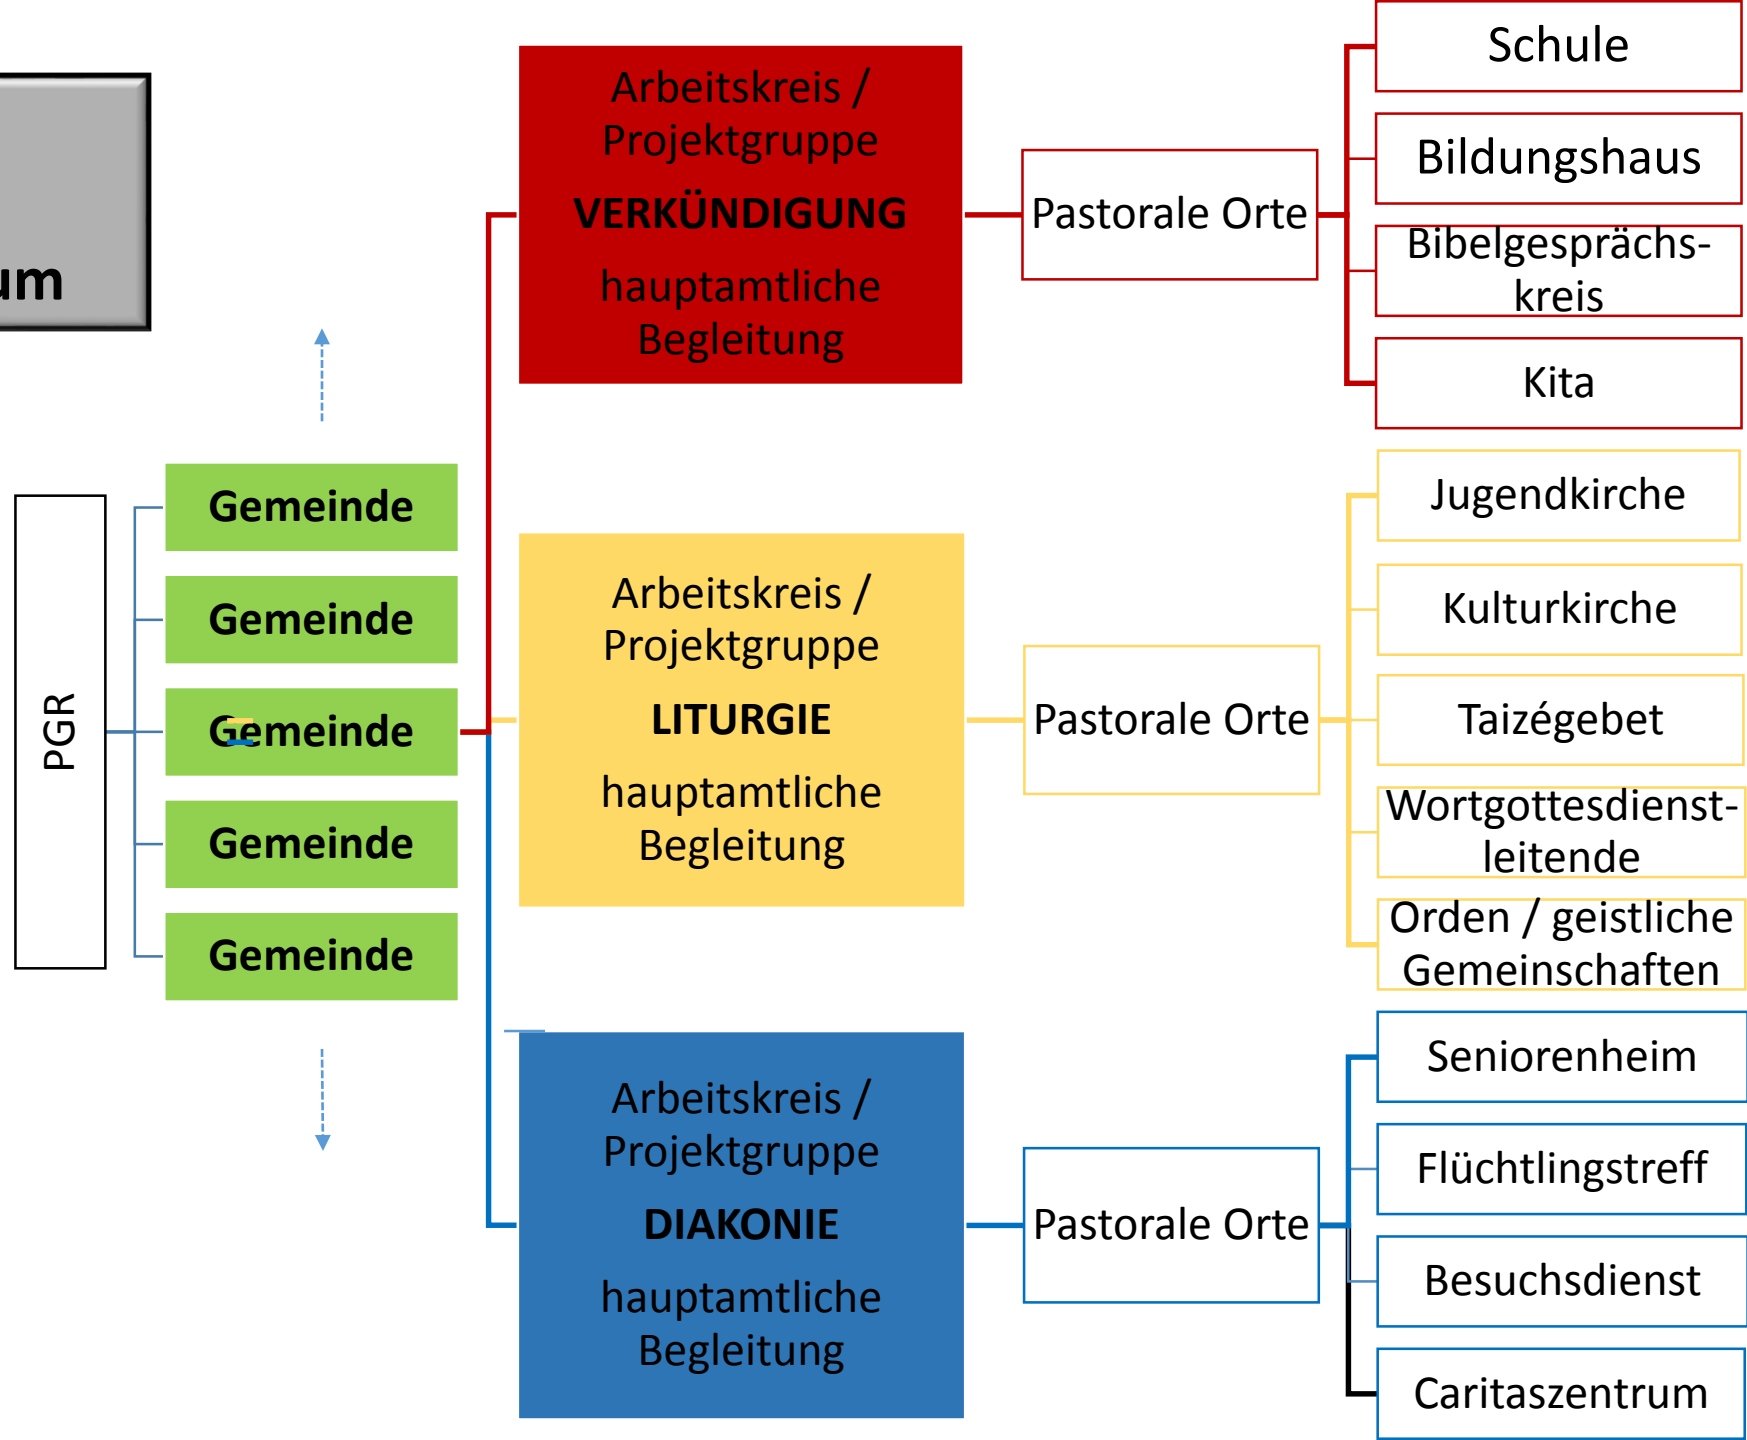 um
PGR
Gemeinde
Gemeinde
Gemeinde
Gemeinde
Gemeinde
Arbeitskreis /
Projektgruppe
VERKÜNDIGUNG
hauptamtliche
Begleitung
Pastorale Orte
Schule
Bildungshaus
Bibelgesprächs-
kreis
Kita
Arbeitskreis /
Projektgruppe
LITURGIE
hauptamtliche
Begleitung
Pastorale Orte
Jugendkirche
Kulturkirche
Taizégebet
Wortgottesdienst-
leitende
Orden / geistliche
Gemeinschaften
Arbeitskreis /
Projektgruppe
DIAKONIE
hauptamtliche
Begleitung
Pastorale Orte
Seniorenheim
Flüchtlingstreff
Besuchsdienst
Caritaszentrum